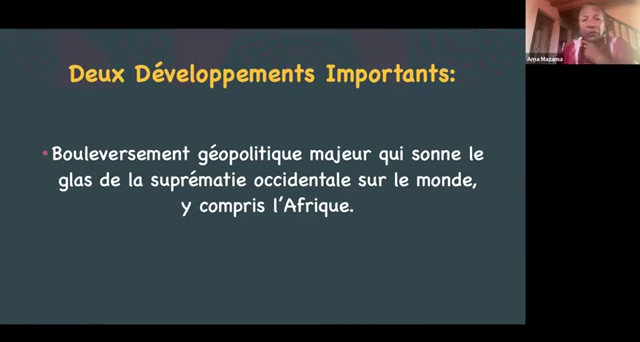 Ama Mazama
Deux Développements Importants:
• Bouleversement géopolitique majeur qui sonne le
glas de la suprématie occidentale sur le monde,
y compris l'Afrique.